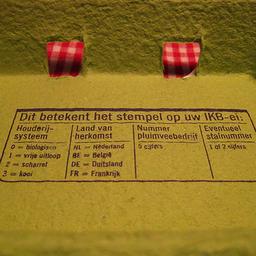 Dit betekent het stempel op uw IKB-ei:
Houderij- Land van Nummer Eventueel
systeem herkomst pluimveebedrijf stalnummer
0 = biologisch NL = Nederland 5 cijfers 1 of 2 cijfers
1 = vrije uitloop BE = België
2 = scharrel DE = Duitsland
3 = kooi FR = Frankrijk